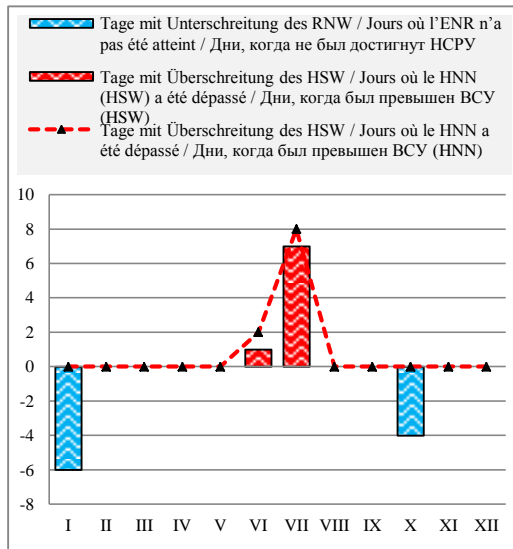 Tage mit Unterschreitung des RNW / Jours où l'ENR n'a
pas été atteint / Дни, когда не был достигнут НСРУ
Tage mit Überschreitung des HSW / Jours où le HNN
(HSW) a été dépassé / Дни, когда был превышен ВСУ
(HSW)
Tage mit Überschreitung des HSW / Jours où le HNN a
été dépassé / Дни, когда был превышен ВСУ (HNN)
10
8
6
4
2
0
-2
-4
-6
-8
I II III IV V VI VII VIII IX X XI XII